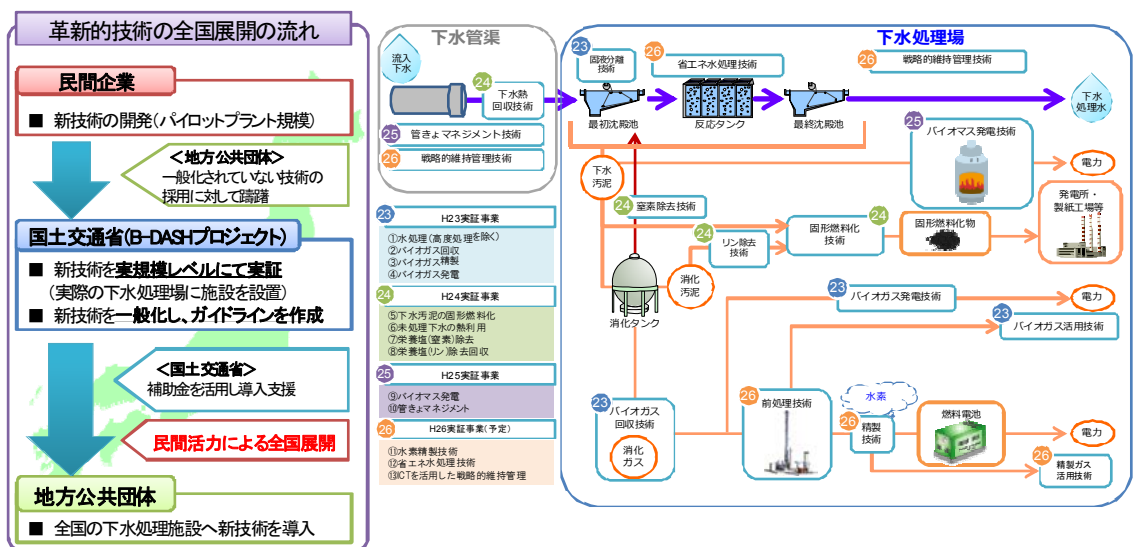 革新的技術の全国展開の流れ
民間企業
■ 新技術の開発(パイロットプラント規模)
<地方公共団体>
一般化されていない技術の
採用に対して躊躇
国土交通省(B-DASHプロジェクト)
■ 新技術を実規模レベルにて実証
(実際の下水処理場に施設を設置)
■ 新技術を一般化し、ガイドラインを作成
<国土交通省>
補助金を活用し導入支援
民間活力による全国展開
地方公共団体
■ 全国の下水処理施設へ新技術を導入
下水管渠
流入
下水
24
下水熱
回収技術
25
管きょマネジメント技術
26
戦略的維持管理技術
23
H23実証事業
①水処理(高度処理を除く)
②バイオガス回収
③バイオガス精製
④バイオガス発電
24
H24実証事業
⑤下水汚泥の固形燃料化
⑥未処理下水の熱利用
⑦栄養塩(窒素)除去
⑧栄養塩(リン)除去回収
25
H25実証事業
⑨バイオマス発電
⑩管きょマネジメント
26
H26実証事業(予定)
⑪水素精製技術
⑫省エネ水処理技術
⑬ICTを活用した戦略的維持管理
下水処理場
23
固液分離
技術
26
省エネ水処理技術
26
戦略的維持管理技術
最初沈殿池
反応タンク
最終沈殿池
下水
処理水
25
バイオマス発電技術
電力
下水
汚泥
24
窒素除去技術
24
リン除去
技術
24
固形燃料化
技術
固形燃料化物
発電所・
製紙工場等
消化
汚泥
消化タンク
23
バイオガス発電技術
電力
23
バイオガス活用技術
23
バイオガス
回収技術
消化
ガス
26
前処理技術
水素
26
精製
技術
燃料電池
電力
26
精製ガス
活用技術